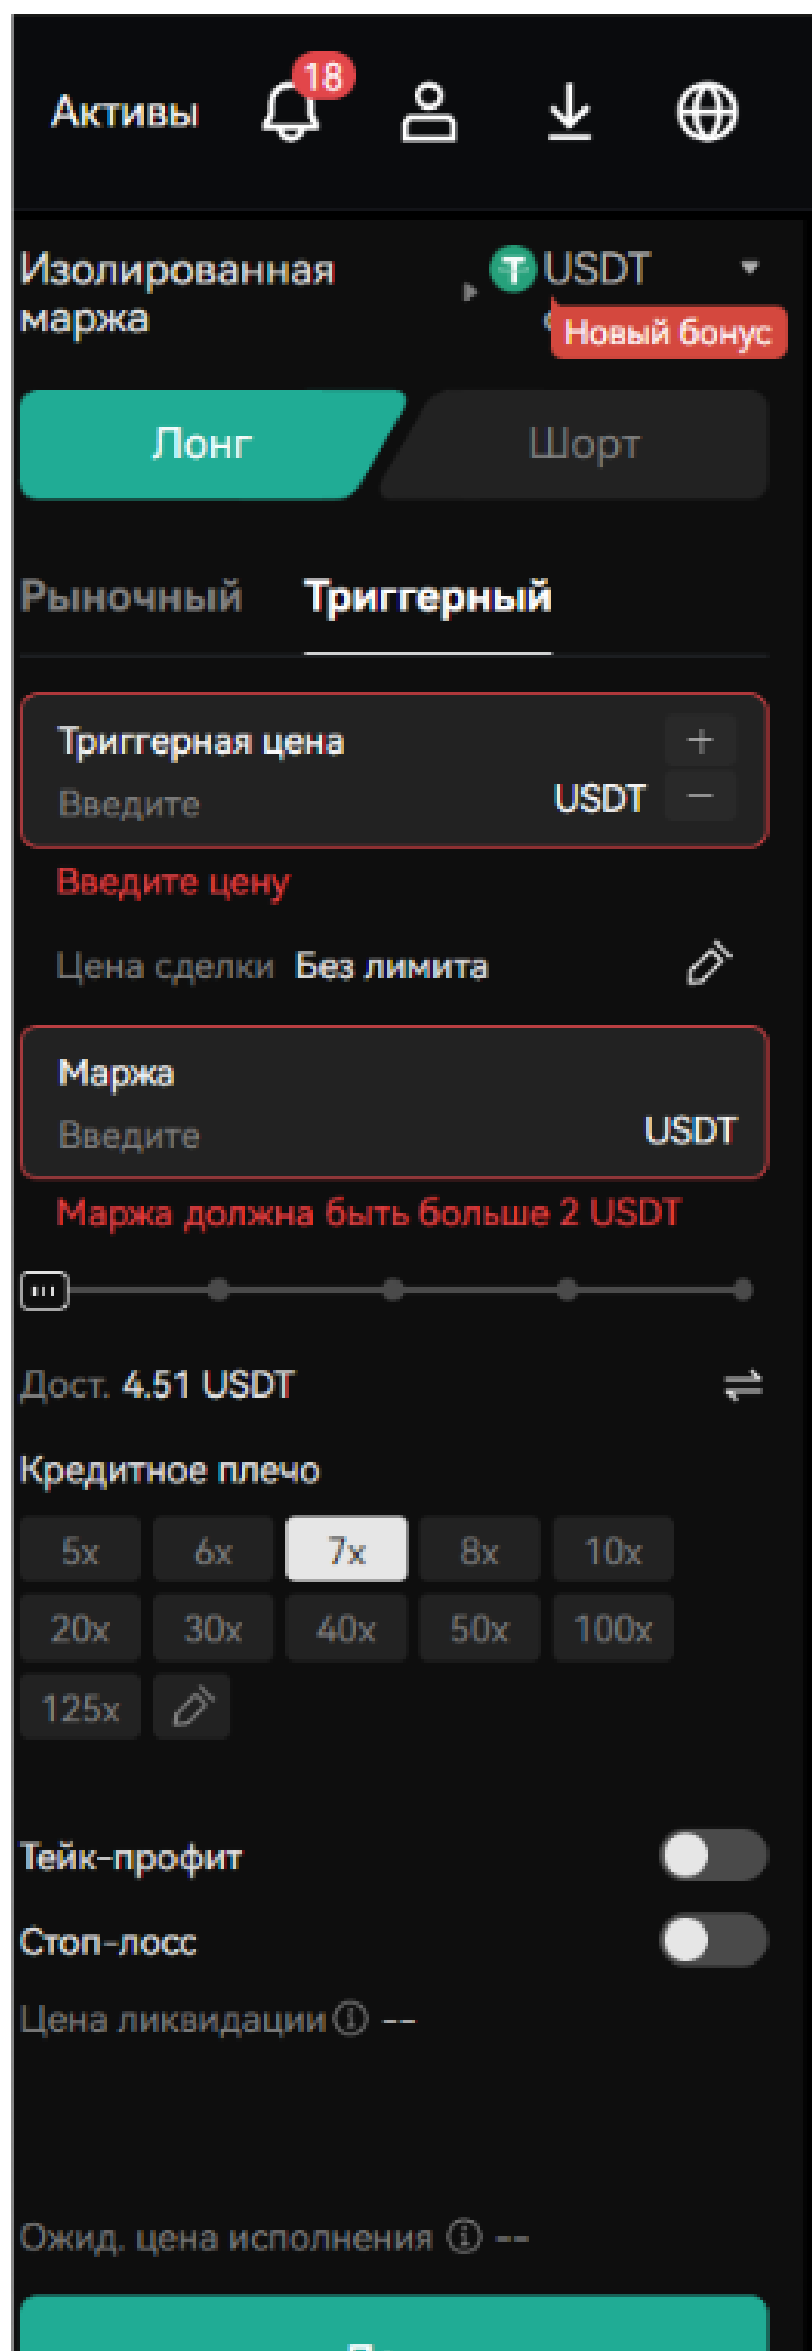 Активы 18
Изолированная маржа
USDT
Новый бонус
Лонг Шорт
Рыночный Триггерный
Триггерная цена +
Введите USDT −
Введите цену
Цена сделки Без лимита
Маржа
Введите USDT
Маржа должна быть больше 2 USDT
Дост. 4.51 USDT
Кредитное плечо
5x 6x 7x 8x 10x
20x 30x 40x 50x 100x
125x
Тейк-профит
Стоп-лосс
Цена ликвидации --
Ожид. цена исполнения --